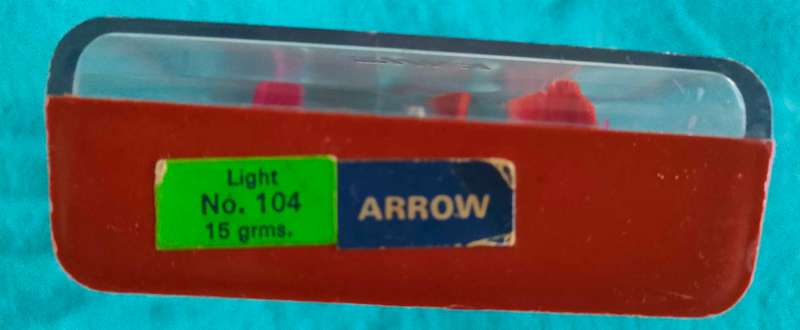 Light
No. 104
15 grms.
ARROW